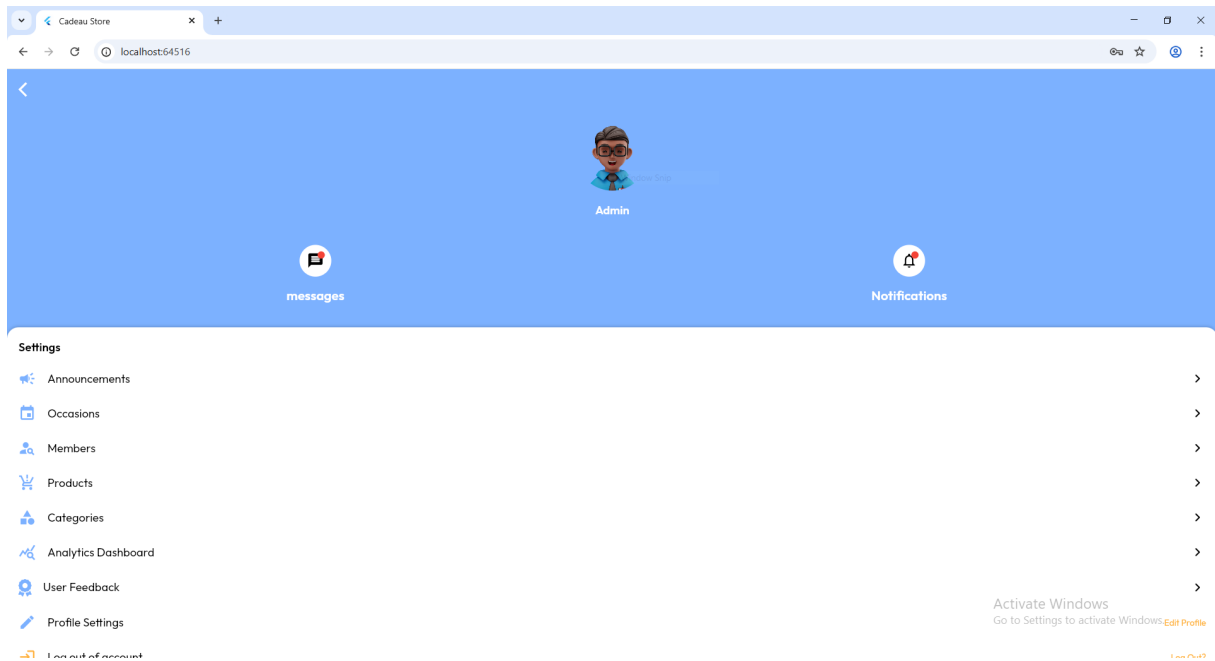 Cadeau Store
localhost:64516
Admin
messages
Notifications
Settings
Announcements
Occasions
Members
Products
Categories
Analytics Dashboard
User Feedback
Activate Windows
Go to Settings to activate Windows.
Profile Settings
Edit Profile
Log out of account
Log Out?